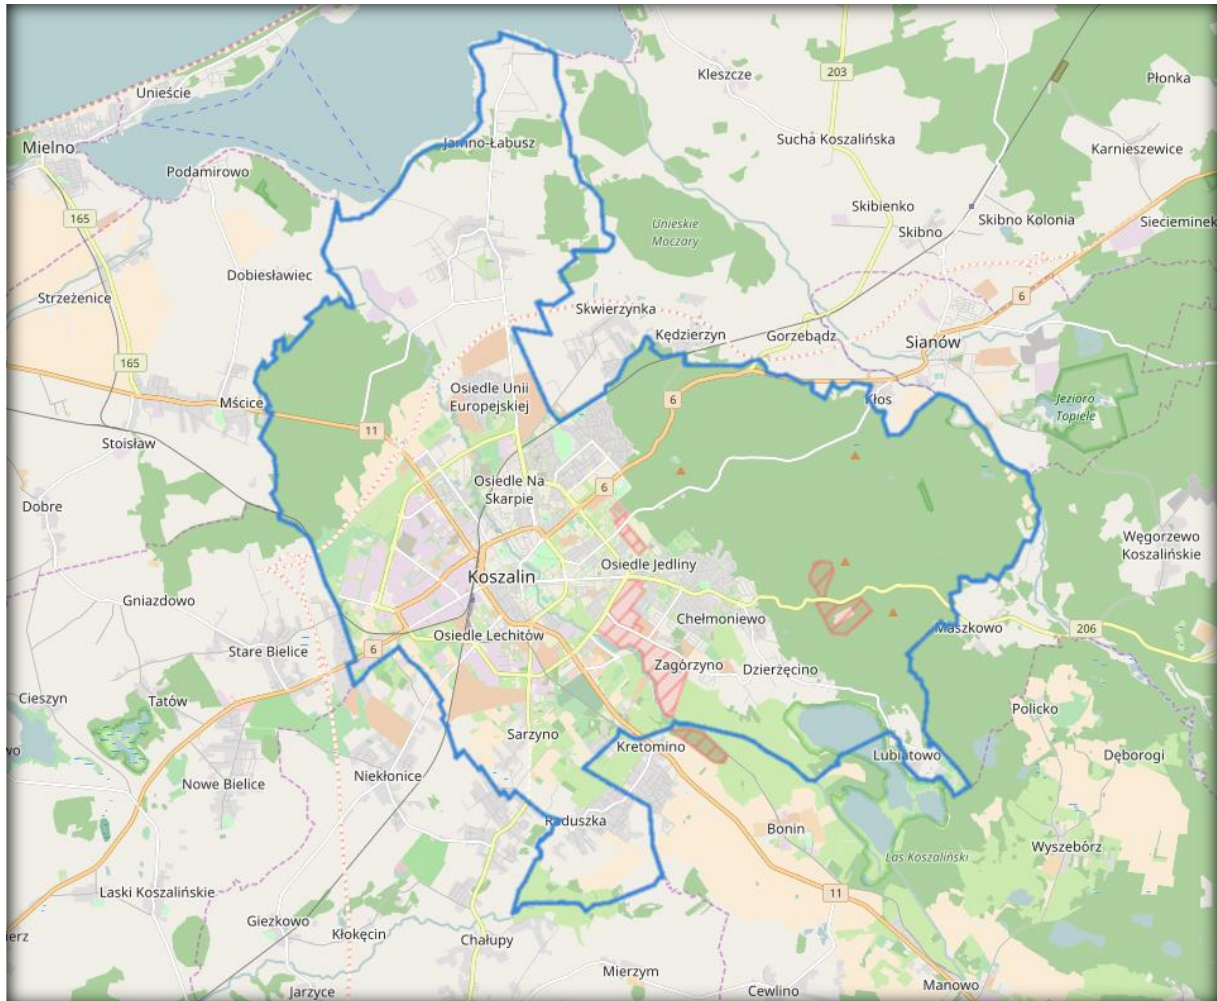 Kleszcze
203
Płonka
Unieście
Sucha Koszalińska
Mielno
Jamno-Łabusz
Karnieszewice
Podamirowo
165
Skibienko
Skibno Kolonia
Siecieminek
Unieskie
Moczary
Skibno
Dobiesławiec
Strzeżenice
6
Skwierzynka
Kędzierzyn
Gorzebądz
Sianów
165
Osiedle Unii
Europejskiej
Mścice
6
Kłos
Jezioro
Topiele
11
Stoisław
Osiedle Na
Skarpie
6
Dobre
Węgorzewo
Koszalińskie
Osiedle Jedliny
Koszalin
Gniazdowo
Chełmoniewo
Osiedle Lechitów
Maszkowo
206
Stare Bielice
6
Zagórzyno
Dzierżęcino
Cieszyn
Tatów
Policko
Sarzyno
Kretomino
Lubiatowo
Dęborogi
Niekłonice
Nowe Bielice
Raduszka
Bonin
Wyszebórz
Las Koszaliński
Laski Koszalińskie
11
Giezkowo
Kłokęcin
Chałupy
Mierzym
Manowo
Jarzyce
Cewlino